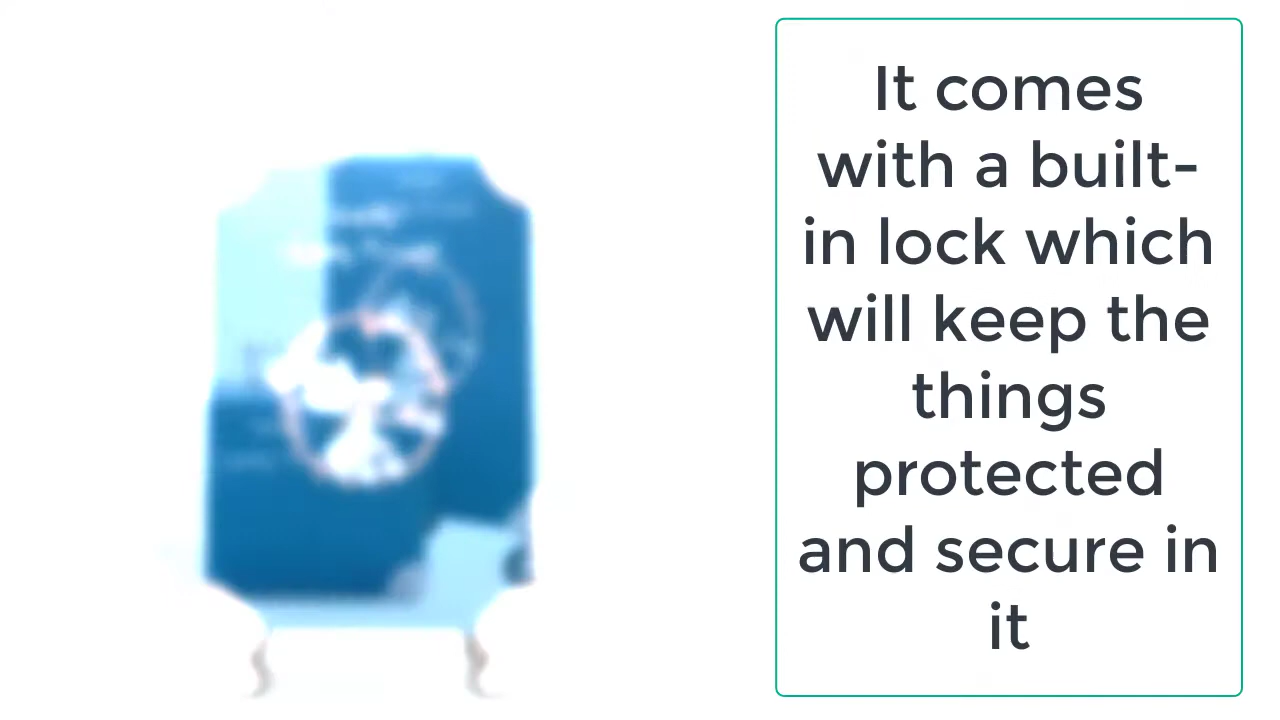 It comes
with a built-
in lock which
will keep the
things
protected
and secure in
it